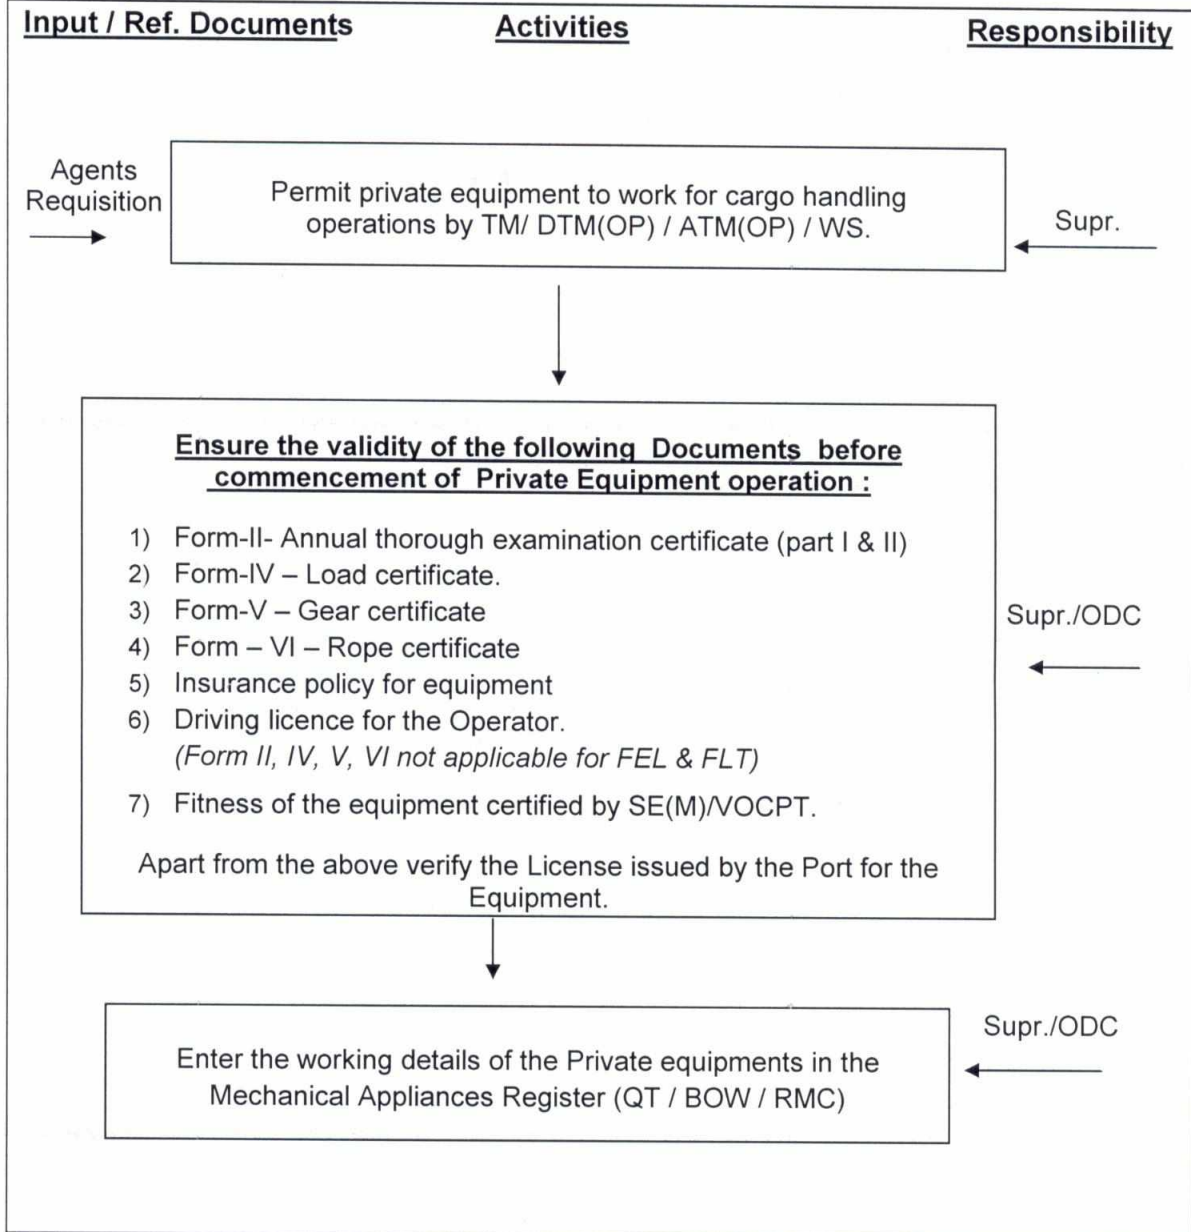 Input / Ref. Documents Activities Responsibility
Agents
Requisition
Permit private equipment to work for cargo handling
operations by TM/ DTM(OP) / ATM(OP) / WS.
Supr.
Ensure the validity of the following Documents before
commencement of Private Equipment operation :
1) Form-II- Annual thorough examination certificate (part I & II)
2) Form-IV – Load certificate.
3) Form-V – Gear certificate
4) Form – VI – Rope certificate
5) Insurance policy for equipment
6) Driving licence for the Operator.
(Form II, IV, V, VI not applicable for FEL & FLT)
7) Fitness of the equipment certified by SE(M)/VOCPT.
Apart from the above verify the License issued by the Port for the
Equipment.
Supr./ODC
Enter the working details of the Private equipments in the
Mechanical Appliances Register (QT / BOW / RMC)
Supr./ODC